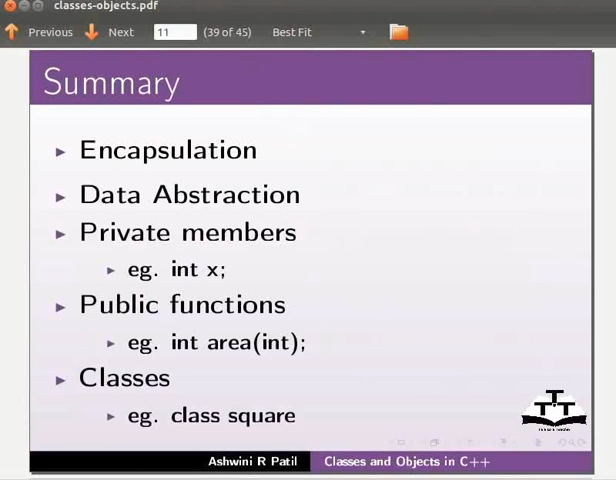 classes-objects.pdf
Previous Next 11 (39 of 45) Best Fit
Summary
Encapsulation
Data Abstraction
Private members
eg. int x;
Public functions
eg. int area(int);
Classes
eg. class square
Ashwini R Patil Classes and Objects in C++